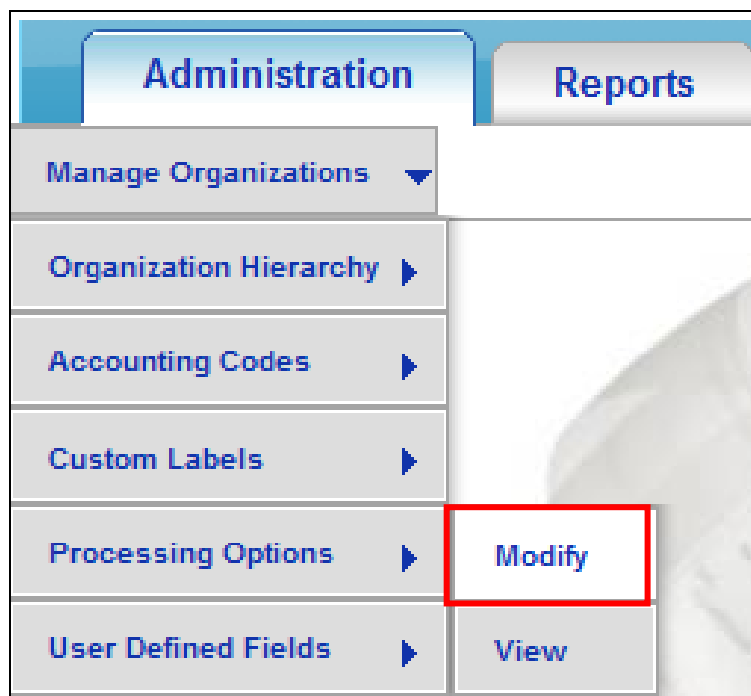 Administration
Reports
Manage Organizations
Organization Hierarchy
Accounting Codes
Custom Labels
Processing Options
Modify
User Defined Fields
View